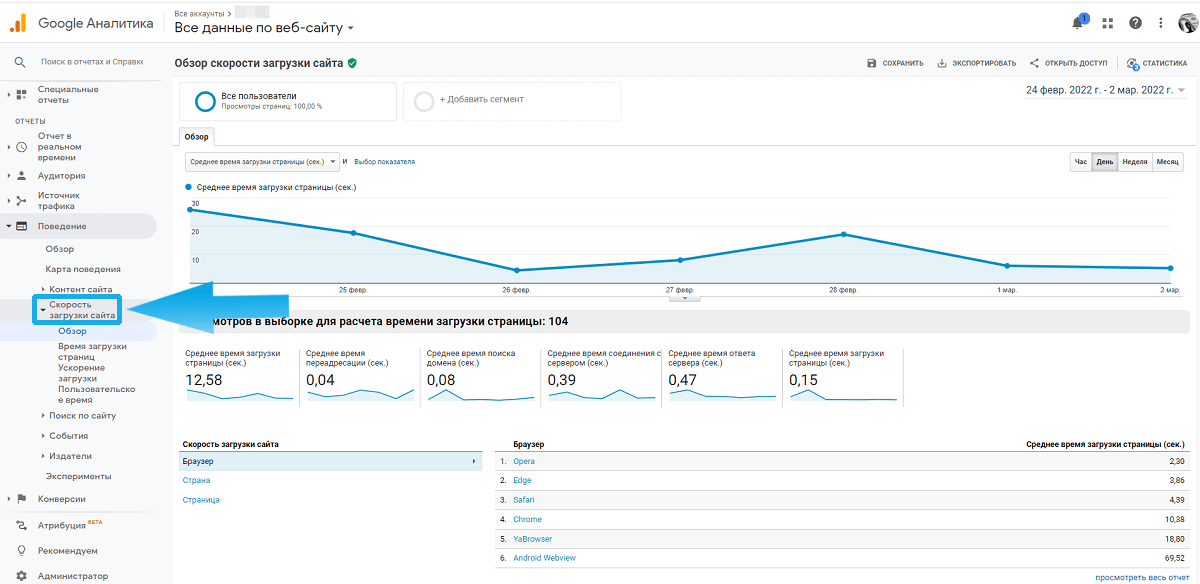 Google Аналитика
Все аккаунты >
Все данные по веб-сайту
1
Поиск в отчетах и Справке
Специальные
отчеты
ОТЧЕТЫ
Отчет в
реальном
времени
Аудитория
Источник
трафика
Поведение
Обзор
Карта поведения
Контент сайта
Скорость
загрузки сайта
Обзор
Время загрузки
страниц
Ускорение
загрузки
Пользовательско
е время
Поиск по сайту
События
Издатели
Эксперименты
Конверсии
Атрибуция BETA
Рекомендуем
Администратор
Обзор скорости загрузки сайта
СОХРАНИТЬ
ЭКСПОРТИРОВАТЬ
ОТКРЫТЬ ДОСТУП
3
СТАТИСТИКА
Все пользователи
Просмотры страниц: 100,00 %
+ Добавить сегмент
24 февр. 2022 г. - 2 мар. 2022 г.
Обзор
Среднее время загрузки страницы (сек.)
и
Выбор показателя
Час
День
Неделя
Месяц
Среднее время загрузки страницы (сек.)
30
20
10
25 февр.
26 февр.
27 февр.
28 февр.
1 мар.
2 мар.
мотров в выборке для расчета времени загрузки страницы: 104
Среднее время загрузки
страницы (сек.)
12,58
Среднее время
переадресации (сек.)
0,04
Среднее время поиска
домена (сек.)
0,08
Среднее время соединения с
сервером (сек.)
0,39
Среднее время ответа
сервера (сек.)
0,47
Среднее время загрузки
страницы (сек.)
0,15
Скорость загрузки сайта
Браузер
Страна
Страница
Браузер Среднее время загрузки страницы (сек.)
1. Opera 2,30
2. Edge 3,86
3. Safari 4,39
4. Chrome 10,38
5. YaBrowser 18,80
6. Android Webview 69,52
просмотреть весь отчет